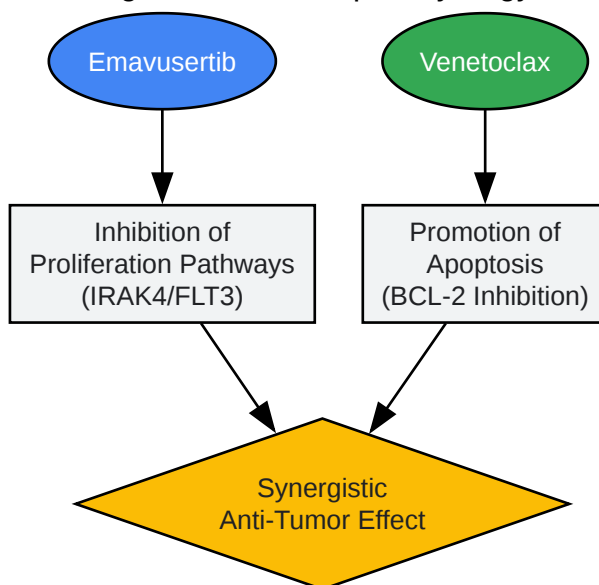 Emavusertib
Venetoclax
Inhibition of
Proliferation Pathways
(IRAK4/FLT3)
Promotion of
Apoptosis
(BCL-2 Inhibition)
Synergistic
Anti-Tumor Effect